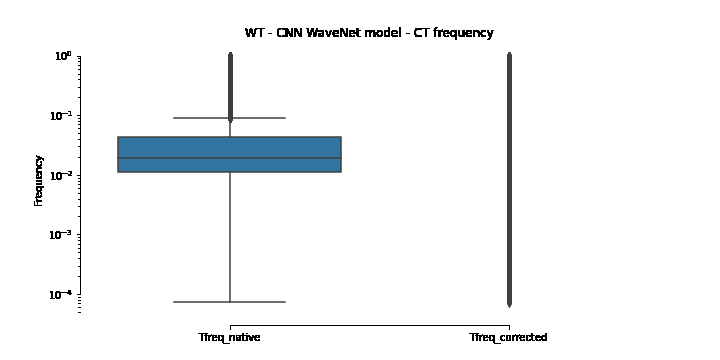 WT - CNN WaveNet model - CT frequency
Frequency
10⁰
10⁻¹
10⁻²
10⁻³
10⁻⁴
Tfreq_native
Tfreq_corrected